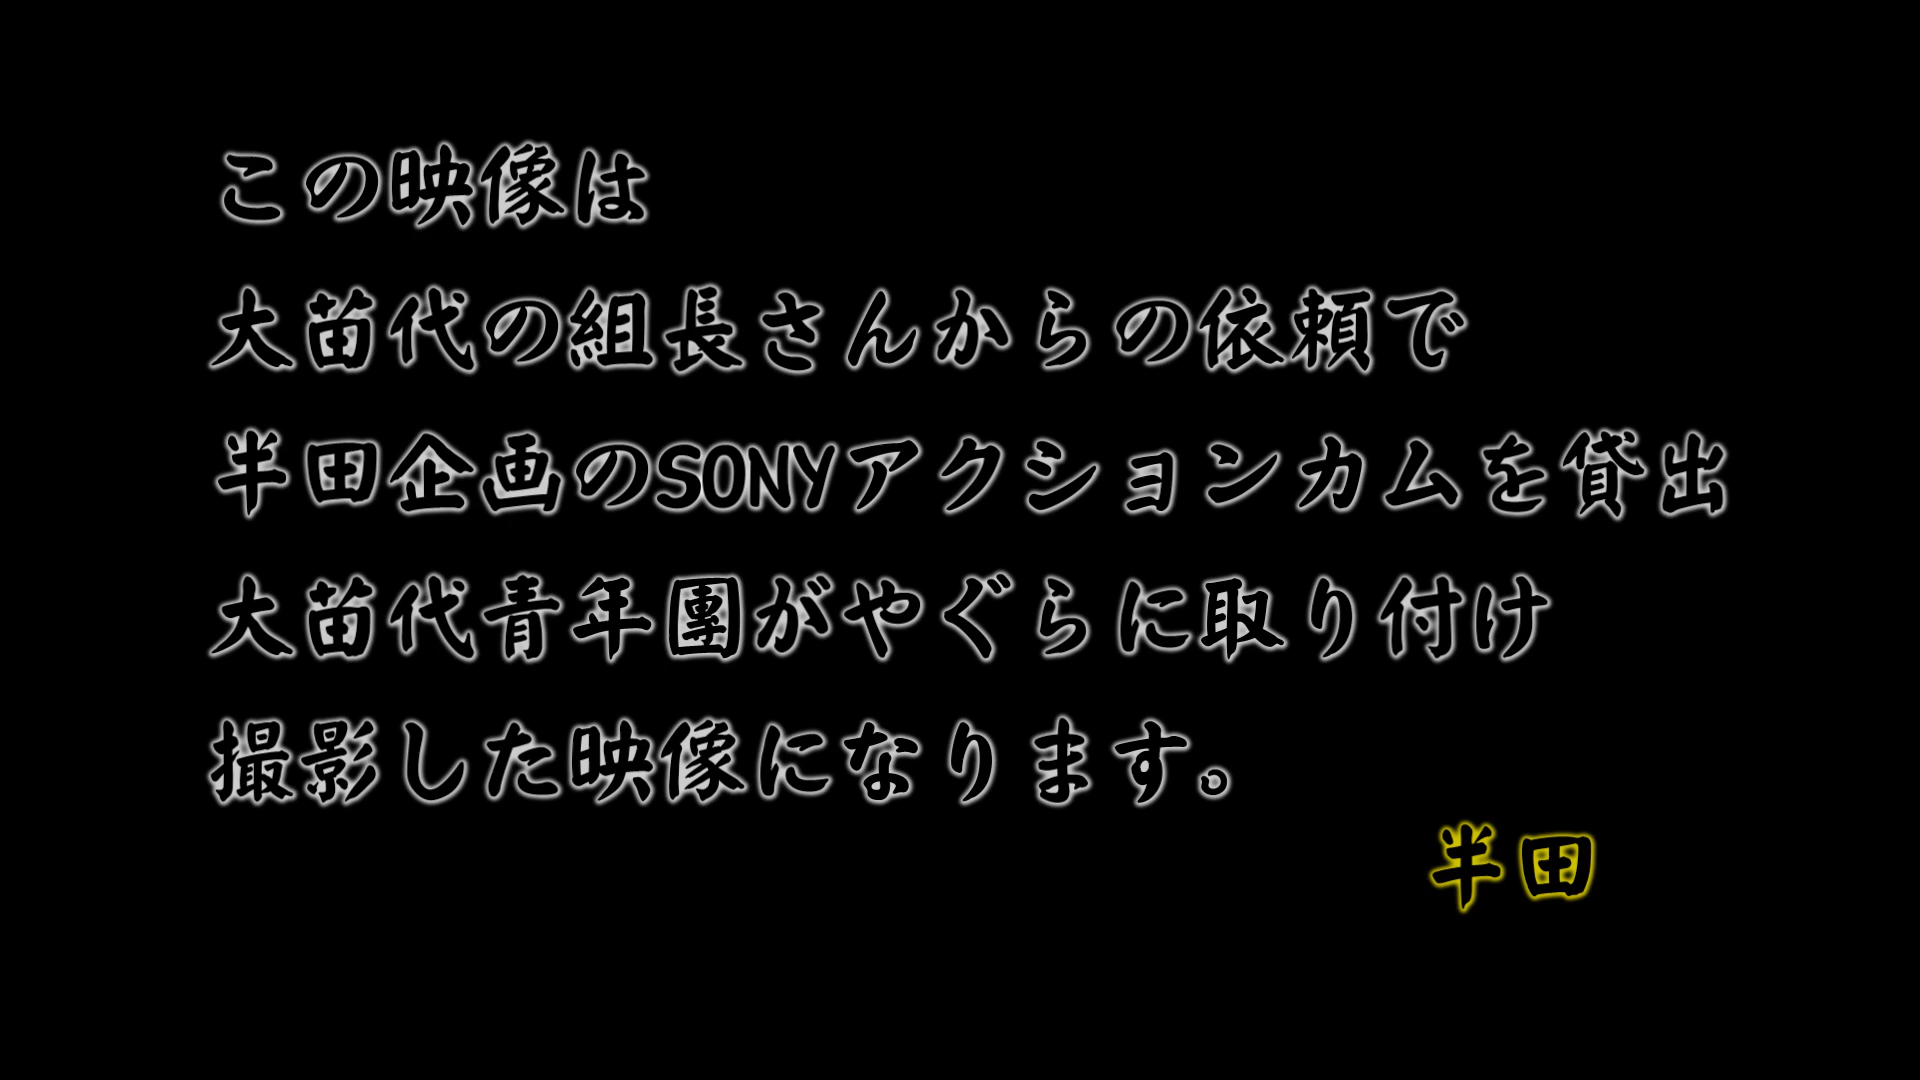 この映像は
大苗代の組長さんからの依頼で
半田企画のSONYアクションカムを貸出
大苗代青年團がやぐらに取り付け
撮影した映像になります。
半田